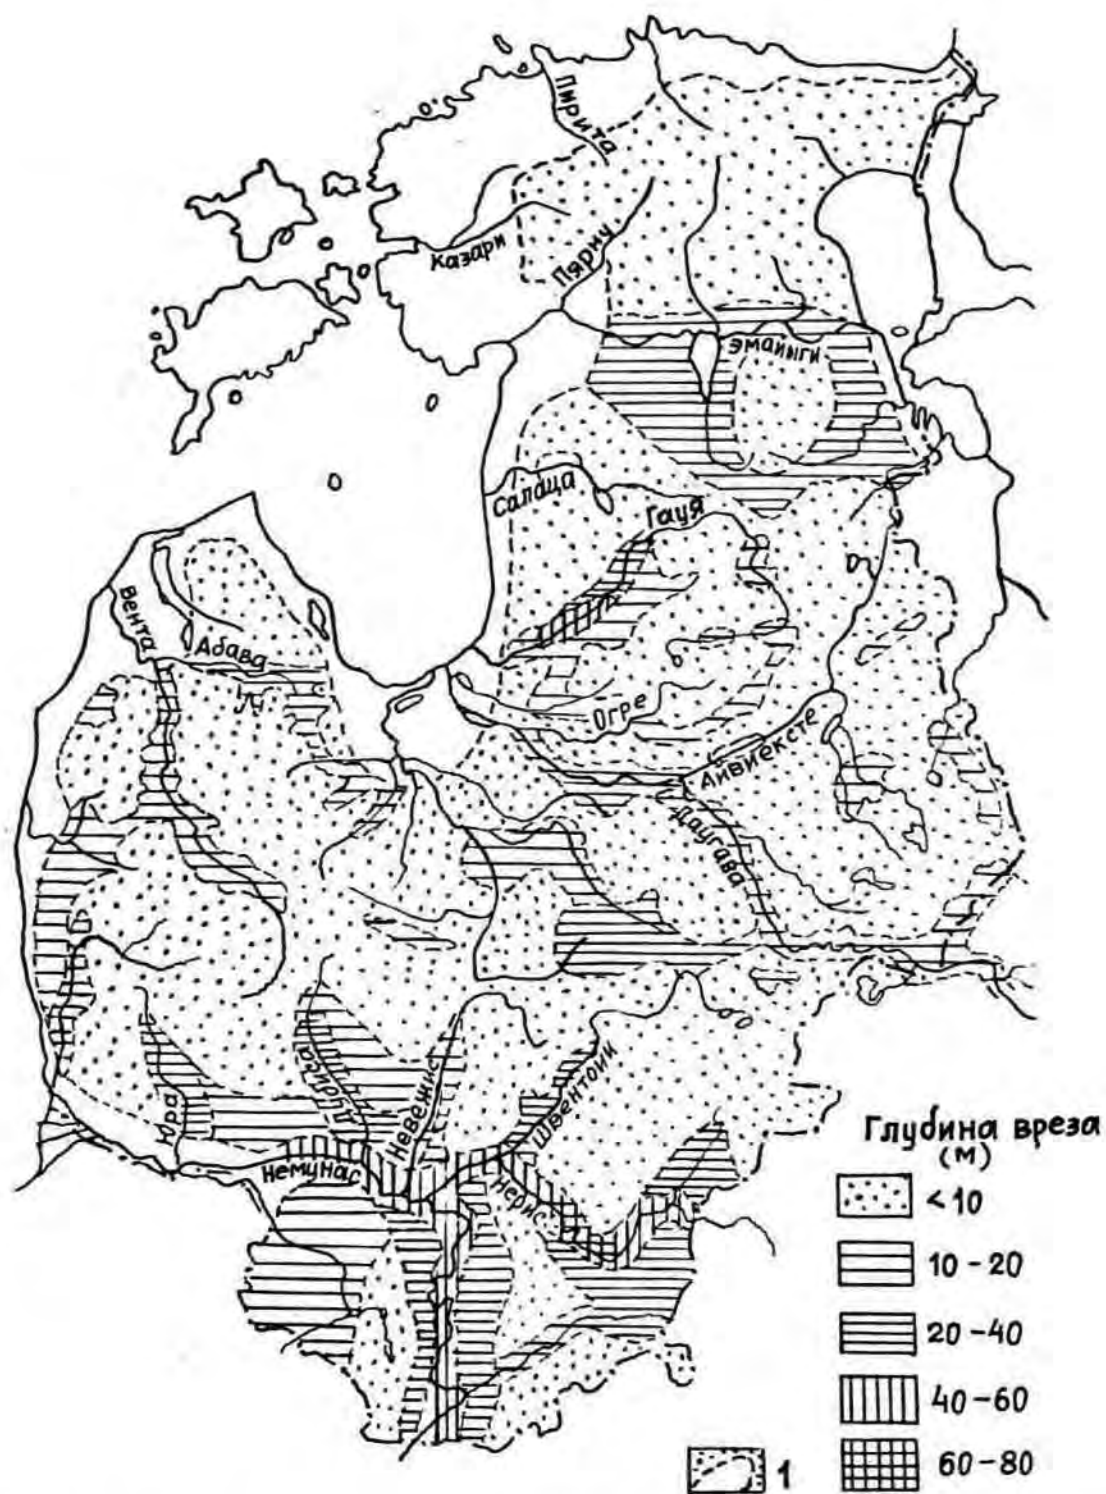 Пирита
Казари
Пярну
Эмайыги
Салаца
Гауя
Вента
Абава
Огре
Айвиексте
Даугава
Дубиса
Невежис
Швентойи
Юра
Немунас
Нерис
Глубина вреза
(м)
<10
10-20
20-40
40-60
60-80
1